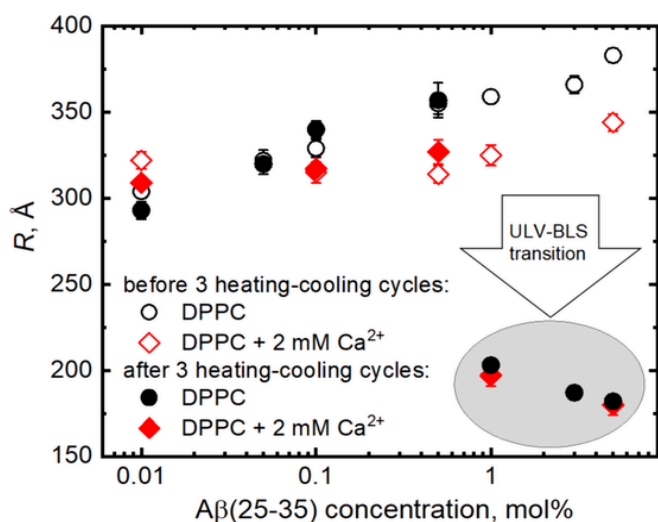 400
350
300
250
200
150
R, Å
ULV-BLS
transition
before 3 heating-cooling cycles:
DPPC
DPPC + 2 mM Ca²⁺
after 3 heating-cooling cycles:
DPPC
DPPC + 2 mM Ca²⁺
0.01
0.1
1
Aβ(25-35) concentration, mol%